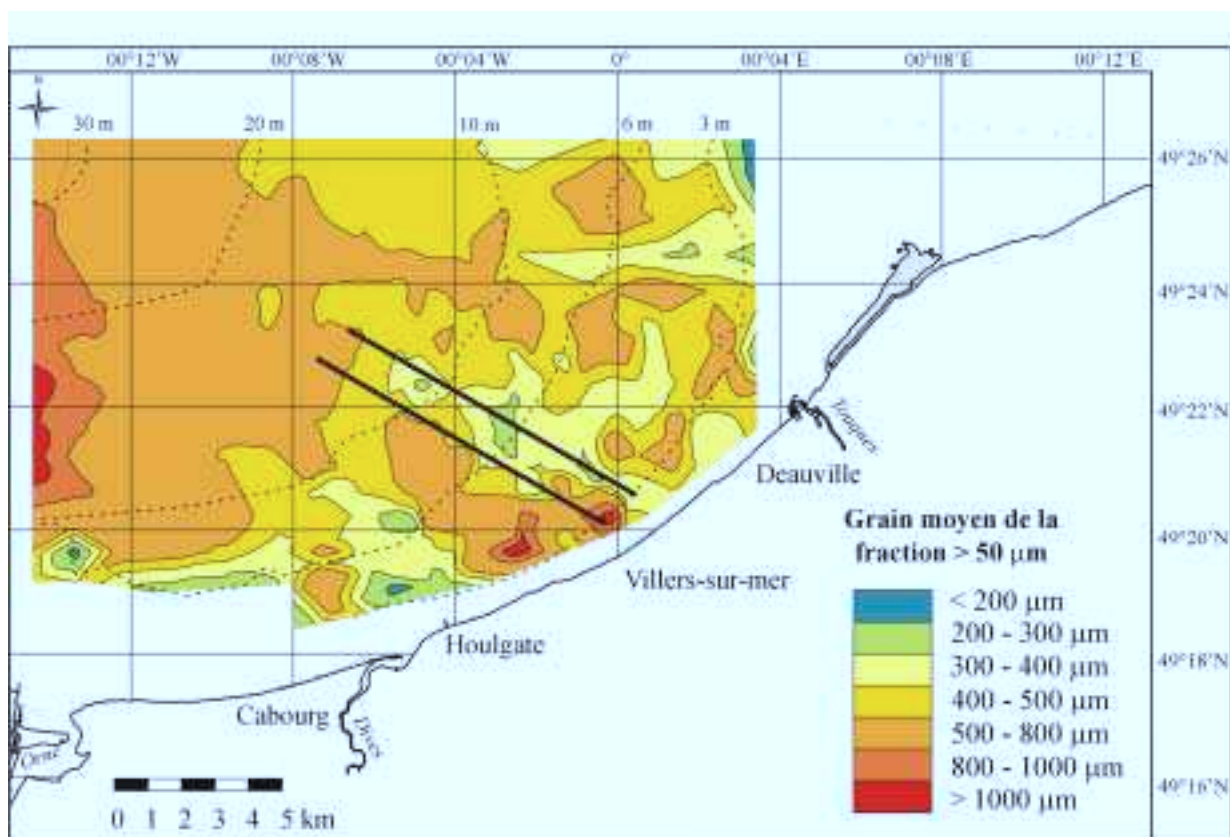 00°12'W 00°08'W 00°04'W 0° 00°04'E 00°08'E 00°12'E
30 m 20 m 10 m 6 m 3 m
49°26'N
49°24'N
49°22'N
Touques
Deauville
Grain moyen de la
fraction > 50 µm
49°20'N
Villers-sur-mer
< 200 µm
200 - 300 µm
Houlgate
300 - 400 µm
49°18'N
400 - 500 µm
Cabourg
Dives
500 - 800 µm
Orne
800 - 1000 µm
49°16'N
> 1000 µm
0 1 2 3 4 5 km